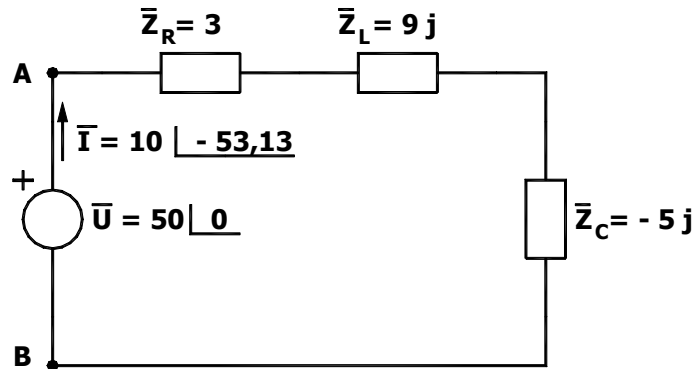 Z̅R = 3
Z̅L = 9 j
A
I̅ = 10 |- 53,13
+
U̅ = 50 | 0
Z̅C = - 5 j
B